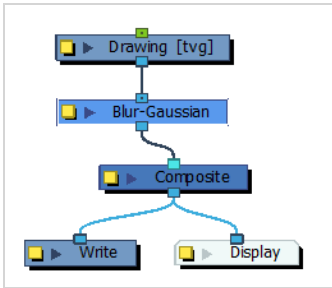 Drawing [tvg]
Blur-Gaussian
Composite
Write
Display